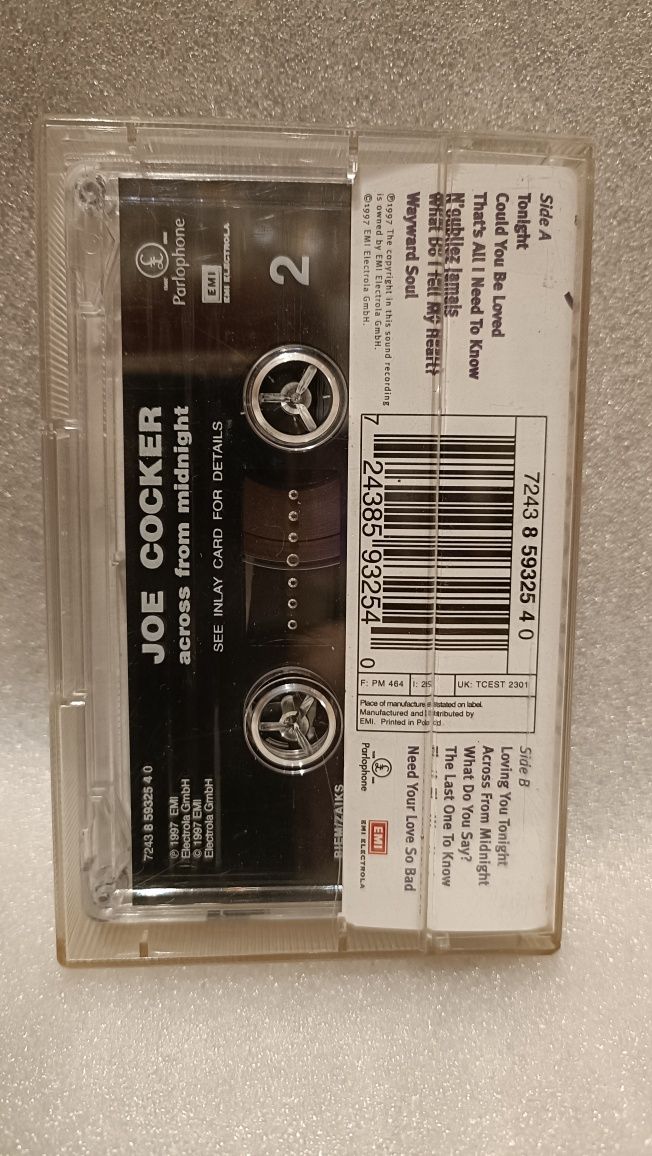 Side A
Tonight
Could You Be Loved
That's All I Need To Know
N'oubliez Jamais
What Do I Tell My Heart?
Wayward Soul
℗1997 The copyright in this sound recording
is owned by EMI Electrola GmbH.
©1997 EMI Electrola GmbH.
7243 8 59325 4 0
7 24385 93254 0
F: PM 464
I:
UK: TCEST 2301
Place of manufacture as stated on label.
Manufactured and distributed by
EMI. Printed in Poland
Side B
Loving You Tonight
Across From Midnight
What Do You Say?
The Last One To Know
Need Your Love So Bad
Parlophone
EMI
EMI ELECTROLA
Parlophone
EMI
EMI ELECTROLA
2
JOE COCKER
across from midnight
SEE INLAY CARD FOR DETAILS
7243 8 59325 4 0
℗ 1997 EMI
Electrola GmbH
© 1997 EMI
Electrola GmbH
BIEM/ZAIKS